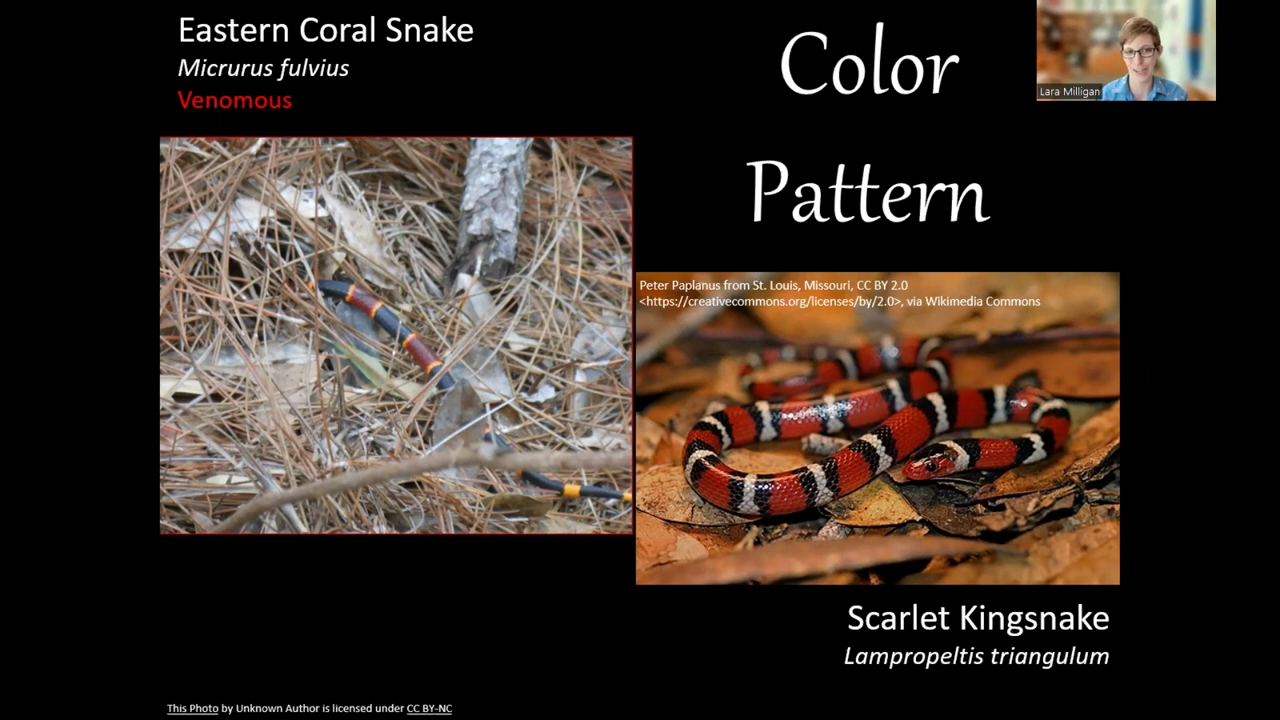 Eastern Coral Snake
Micrurus fulvius
Venomous
Color
Pattern
Lara Milligan
Peter Paplanus from St. Louis, Missouri, CC BY 2.0
<https://creativecommons.org/licenses/by/2.0>, via Wikimedia Commons
Scarlet Kingsnake
Lampropeltis triangulum
This Photo by Unknown Author is licensed under CC BY-NC